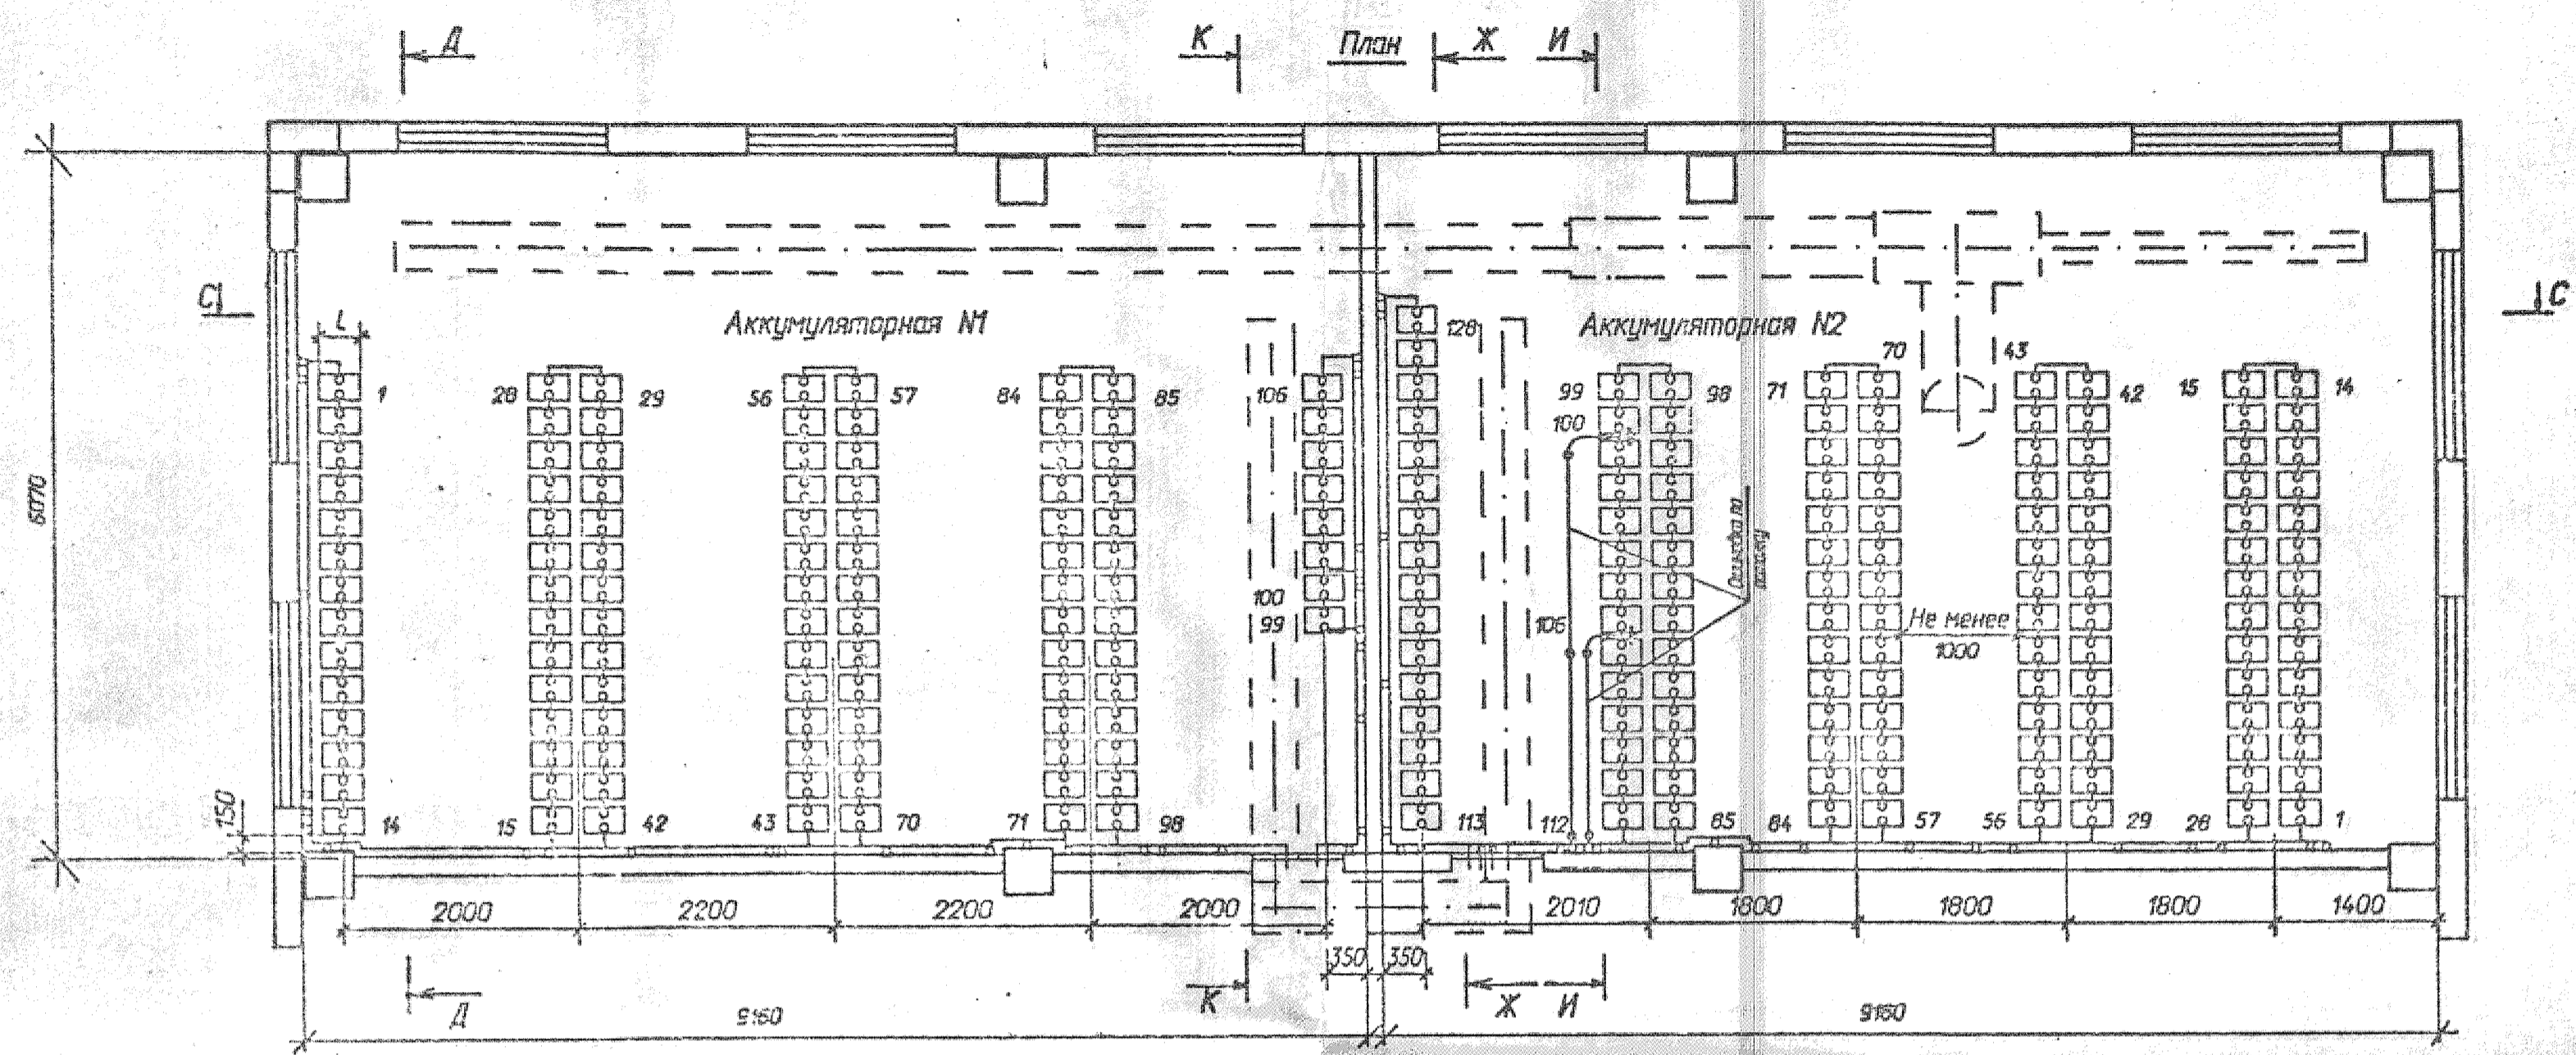 Д К План Ж И
С С
L Аккумуляторная N1 128 Аккумуляторная N2
70 43
1 28 29 56 57 84 85 106 99 98 71 42 15 14
100
6070
100 106 Не менее
99 1000
150
14 15 42 43 70 71 98 113 112 85 84 57 56 29 28 1
2000 2200 2200 2000 2010 1800 1800 1800 1400
350 350
Д К Ж И
9160 9160